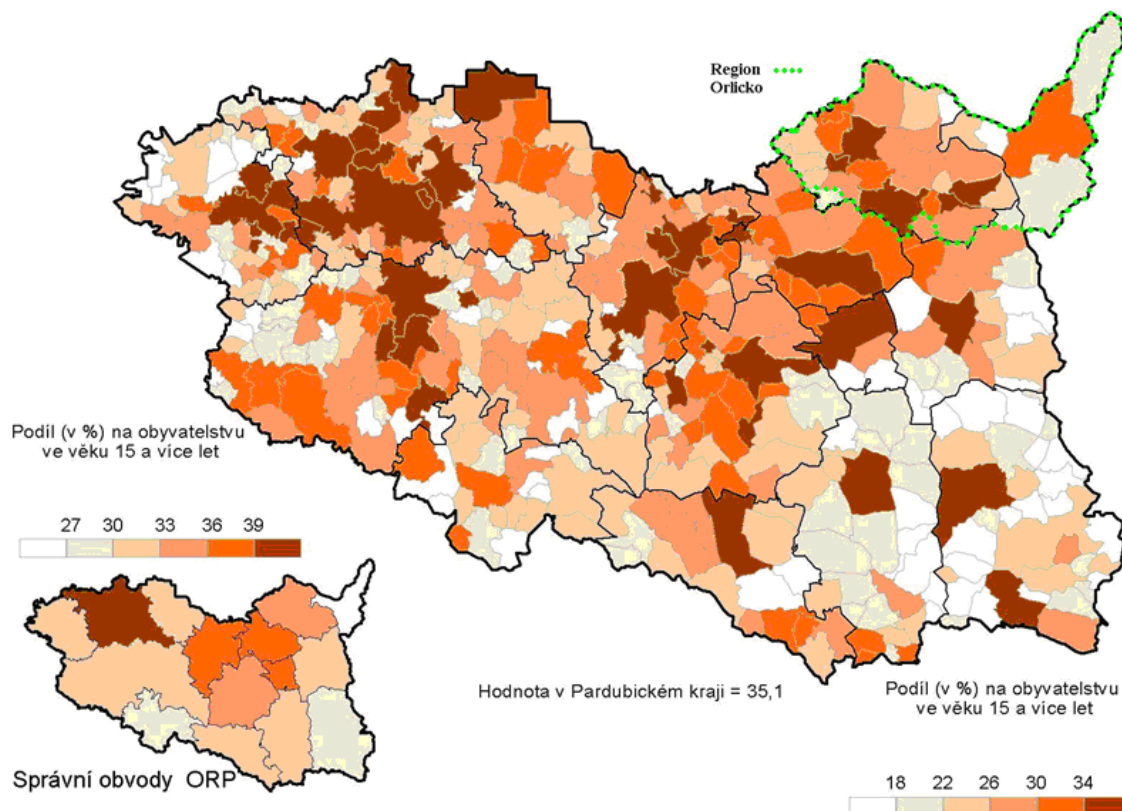 Region
Orlicko
Podíl (v %) na obyvatelstvu
ve věku 15 a více let
27 30 33 36 39
Hodnota v Pardubickém kraji = 35,1
Podíl (v %) na obyvatelstvu
ve věku 15 a více let
Správní obvody ORP
18 22 26 30 34